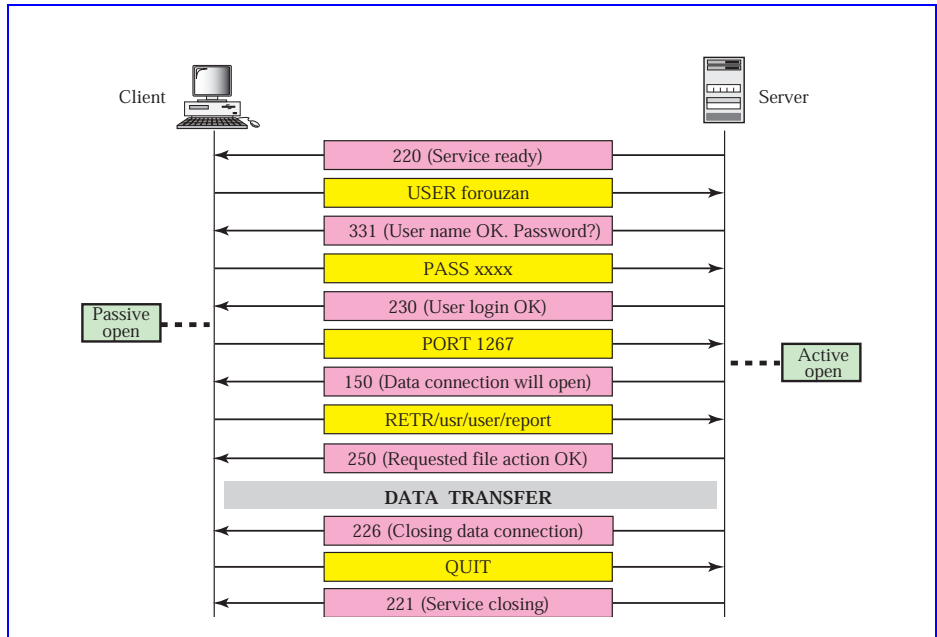 Client
Server
220 (Service ready)
USER forouzan
331 (User name OK. Password?)
PASS xxxx
230 (User login OK)
Passive
open
PORT 1267
Active
open
150 (Data connection will open)
RETR/usr/user/report
250 (Requested file action OK)
DATA TRANSFER
226 (Closing data connection)
QUIT
221 (Service closing)